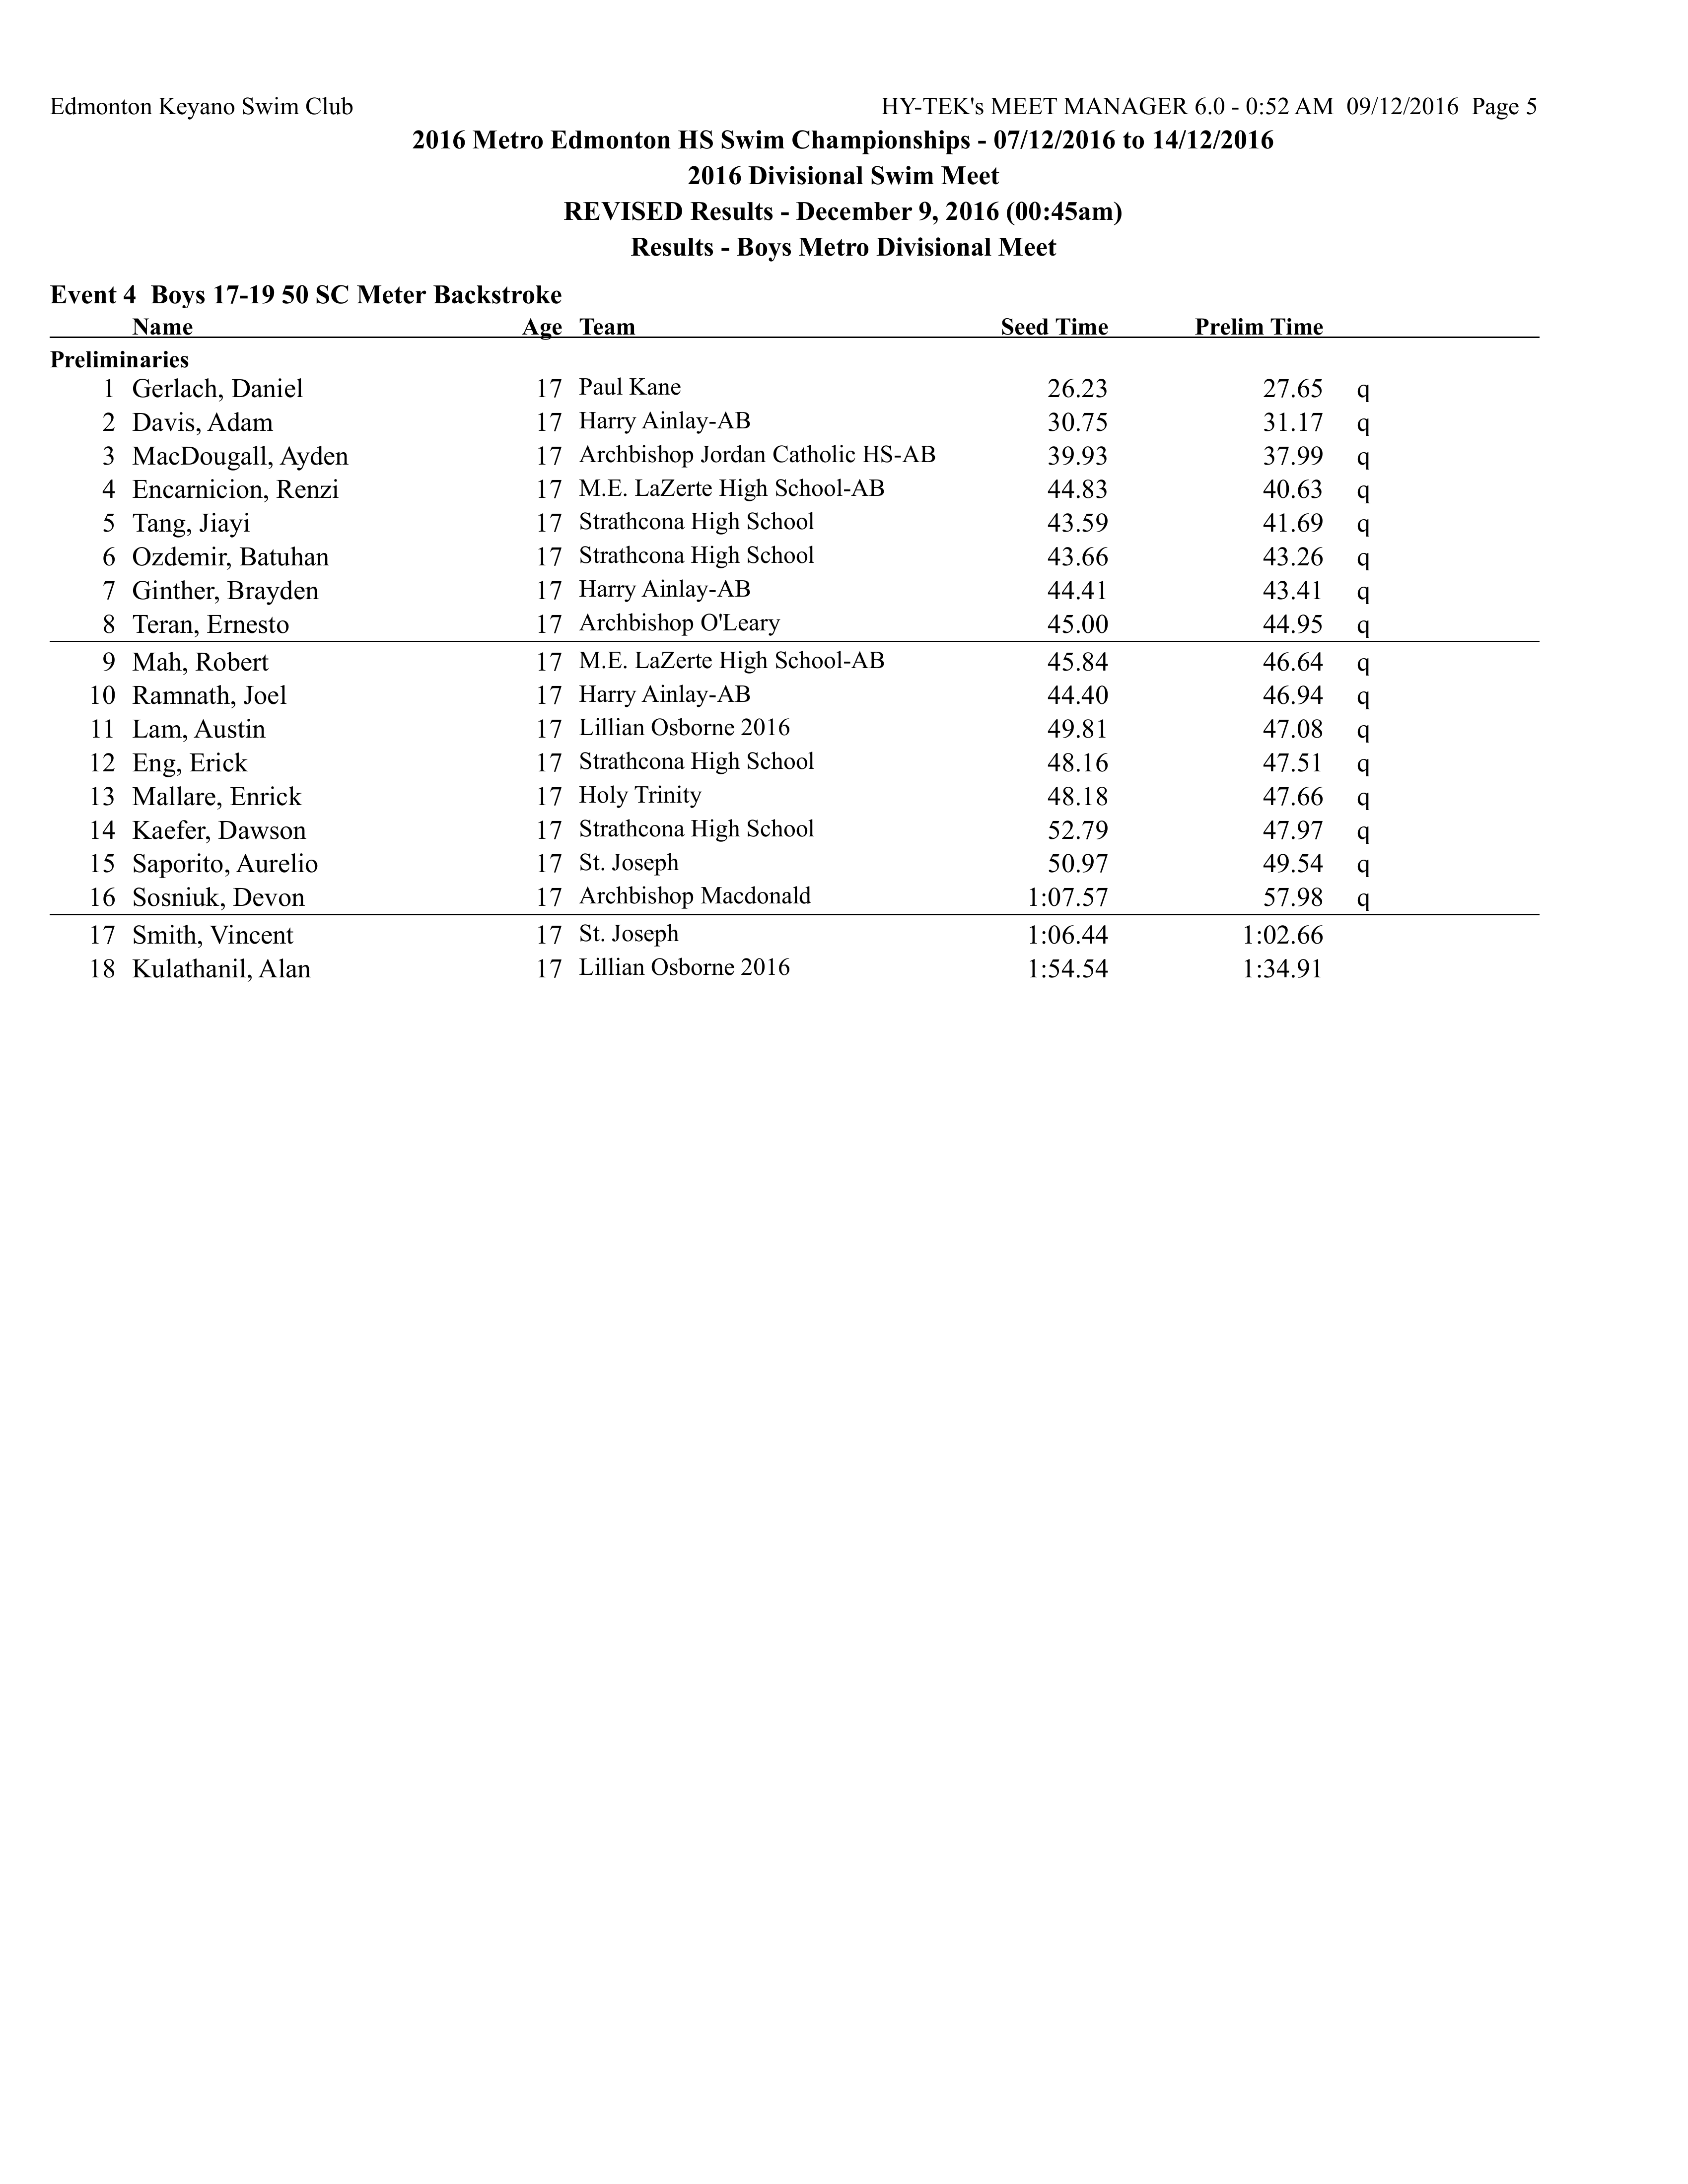 Edmonton Keyano Swim Club HY-TEK's MEET MANAGER 6.0 - 0:52 AM 09/12/2016 Page 5
2016 Metro Edmonton HS Swim Championships - 07/12/2016 to 14/12/2016
2016 Divisional Swim Meet
REVISED Results - December 9, 2016 (00:45am)
Results - Boys Metro Divisional Meet
Event 4 Boys 17-19 50 SC Meter Backstroke
Name Age Team Seed Time Prelim Time
Preliminaries
1 Gerlach, Daniel 17 Paul Kane 26.23 27.65 q
2 Davis, Adam 17 Harry Ainlay-AB 30.75 31.17 q
3 MacDougall, Ayden 17 Archbishop Jordan Catholic HS-AB 39.93 37.99 q
4 Encarnicion, Renzi 17 M.E. LaZerte High School-AB 44.83 40.63 q
5 Tang, Jiayi 17 Strathcona High School 43.59 41.69 q
6 Ozdemir, Batuhan 17 Strathcona High School 43.66 43.26 q
7 Ginther, Brayden 17 Harry Ainlay-AB 44.41 43.41 q
8 Teran, Ernesto 17 Archbishop O'Leary 45.00 44.95 q
9 Mah, Robert 17 M.E. LaZerte High School-AB 45.84 46.64 q
10 Ramnath, Joel 17 Harry Ainlay-AB 44.40 46.94 q
11 Lam, Austin 17 Lillian Osborne 2016 49.81 47.08 q
12 Eng, Erick 17 Strathcona High School 48.16 47.51 q
13 Mallare, Enrick 17 Holy Trinity 48.18 47.66 q
14 Kaefer, Dawson 17 Strathcona High School 52.79 47.97 q
15 Saporito, Aurelio 17 St. Joseph 50.97 49.54 q
16 Sosniuk, Devon 17 Archbishop Macdonald 1:07.57 57.98 q
17 Smith, Vincent 17 St. Joseph 1:06.44 1:02.66
18 Kulathanil, Alan 17 Lillian Osborne 2016 1:54.54 1:34.91